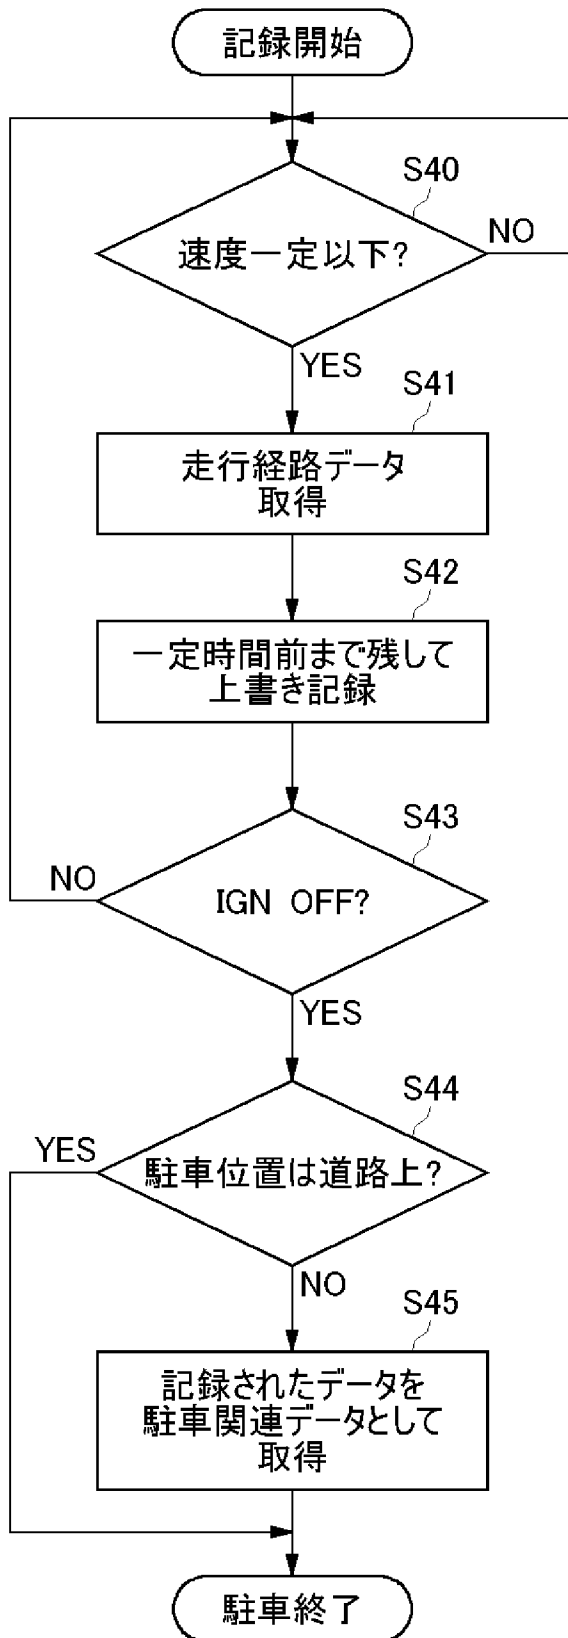 記録開始
S40
速度一定以下?
NO
YES
S41
走行経路データ
取得
S42
一定時間前まで残して
上書き記録
S43
NO
IGN OFF?
YES
S44
YES
駐車位置は道路上?
NO
S45
記録されたデータを
駐車関連データとして
取得
駐車終了